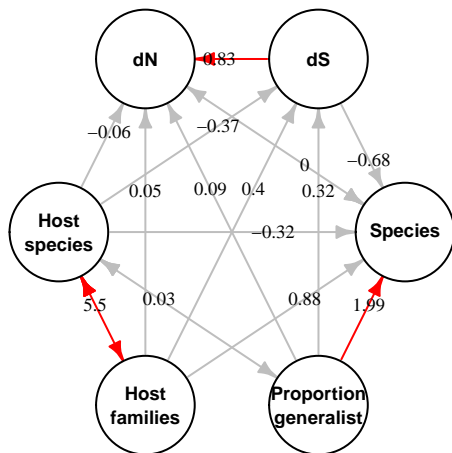 dN
0.83
dS
−0.06
−0.37
−0.68
0
0.05
0.09
0.4
0.32
Host
species
−0.32
Species
5.5
0.03
0.88
1.99
Host
families
Proportion
generalist